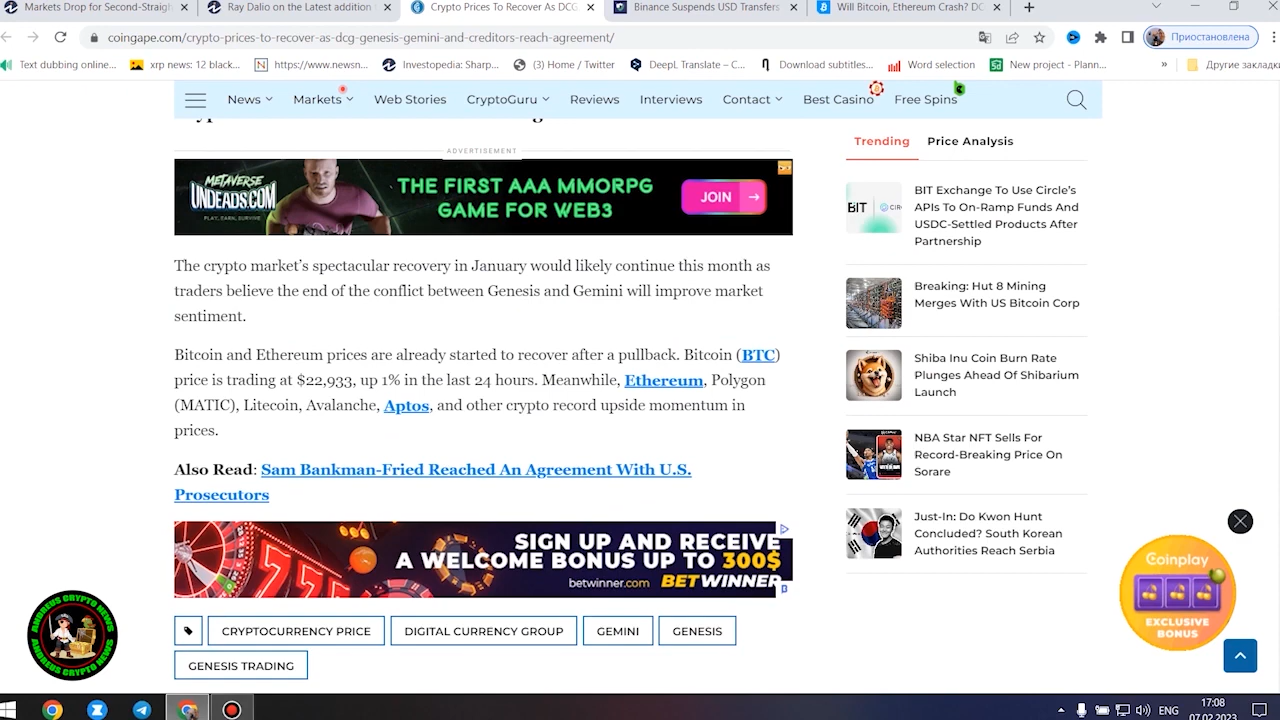 Markets Drop for Second-Straigh
Ray Dalio on the Latest addition
Crypto Prices To Recover As DCG,
Binance Suspends USD Transfers
Will Bitcoin, Ethereum Crash? DC
coingape.com/crypto-prices-to-recover-as-dcg-genesis-gemini-and-creditors-reach-agreement/
Приостановлена
Text dubbing online...
xrp news: 12 black...
https://www.newsn...
Investopedia: Sharp...
(3) Home / Twitter
DeepL Translate – C...
Download subtitles...
Word selection
New project - Plann...
»
Другие закладки
News
Markets
Web Stories
CryptoGuru
Reviews
Interviews
Contact
Best Casino
Free Spins
ADVERTISEMENT
METAVERSE
UNDEADS.COM
PLAY, EARN, SURVIVE
THE FIRST AAA MMORPG
GAME FOR WEB3
JOIN
The crypto market's spectacular recovery in January would likely continue this month as
traders believe the end of the conflict between Genesis and Gemini will improve market
sentiment.
Bitcoin and Ethereum prices are already started to recover after a pullback. Bitcoin (BTC)
price is trading at $22,933, up 1% in the last 24 hours. Meanwhile, Ethereum, Polygon
(MATIC), Litecoin, Avalanche, Aptos, and other crypto record upside momentum in
prices.
Also Read: Sam Bankman-Fried Reached An Agreement With U.S.
Prosecutors
SIGN UP AND RECEIVE
A WELCOME BONUS UP TO 300$
betwinner.com BETWINNER
CRYPTOCURRENCY PRICE
DIGITAL CURRENCY GROUP
GEMINI
GENESIS
GENESIS TRADING
Trending
Price Analysis
BIT
BIT Exchange To Use Circle's
APIs To On-Ramp Funds And
USDC-Settled Products After
Partnership
Breaking: Hut 8 Mining
Merges With US Bitcoin Corp
Shiba Inu Coin Burn Rate
Plunges Ahead Of Shibarium
Launch
NBA Star NFT Sells For
Record-Breaking Price On
Sorare
Just-In: Do Kwon Hunt
Concluded? South Korean
Authorities Reach Serbia
Coinplay
EXCLUSIVE
BONUS
ANDREUS CRYPTO NEWS
ANDREUS CRYPTO NEWS
ENG
17:08
07.02.2023